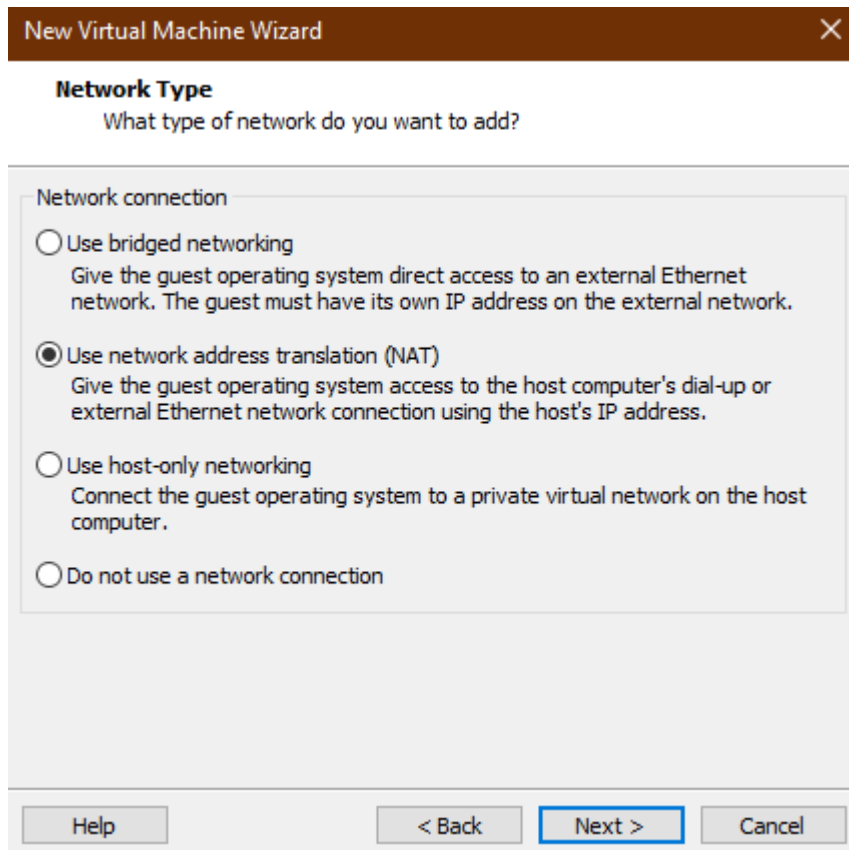 New Virtual Machine Wizard
Network Type
What type of network do you want to add?
Network connection
Use bridged networking
Give the guest operating system direct access to an external Ethernet
network. The guest must have its own IP address on the external network.
Use network address translation (NAT)
Give the guest operating system access to the host computer's dial-up or
external Ethernet network connection using the host's IP address.
Use host-only networking
Connect the guest operating system to a private virtual network on the host
computer.
Do not use a network connection
Help < Back Next > Cancel